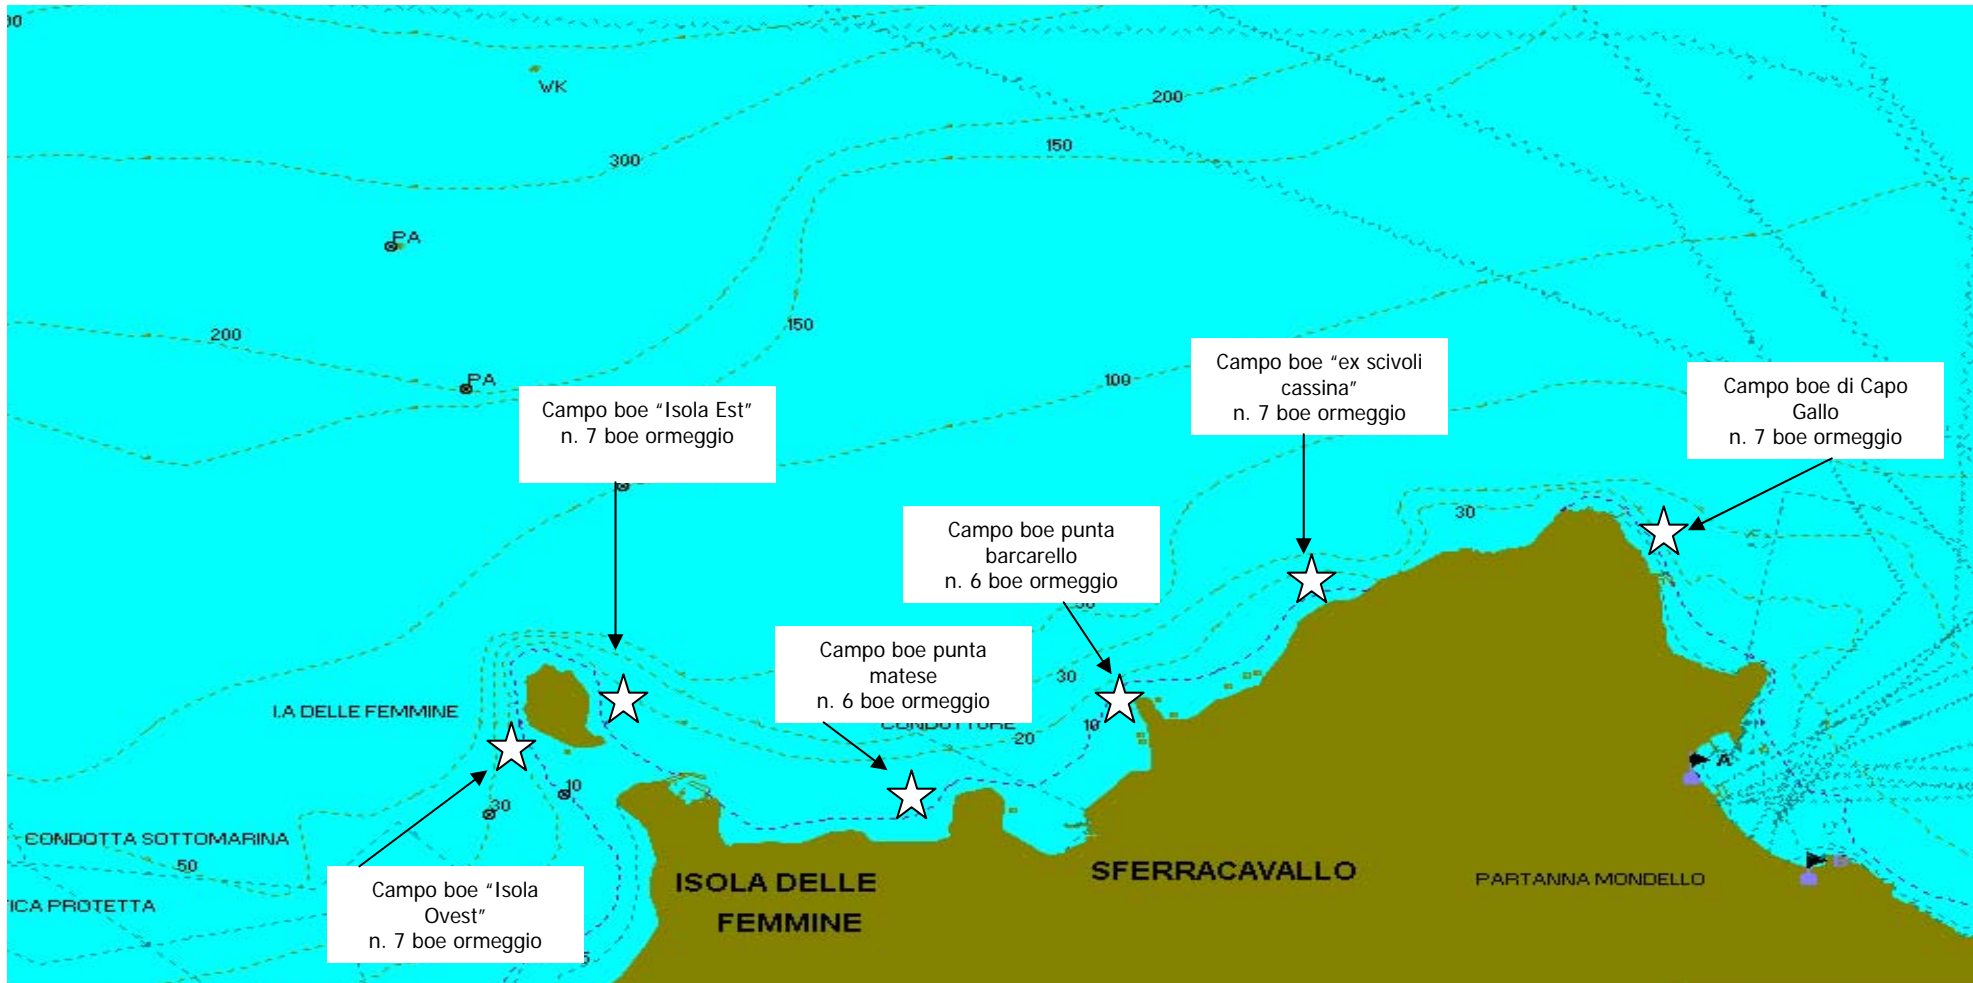 WK
200
150
300
PA
200
150
PA
100
Campo boe “Isola Est”
n. 7 boe ormeggio
Campo boe “ex scivoli
cassina”
n. 7 boe ormeggio
Campo boe di Capo
Gallo
n. 7 boe ormeggio
30
Campo boe punta
barcarello
n. 6 boe ormeggio
Campo boe punta
matese
n. 6 boe ormeggio
30
I.A DELLE FEMMINE
CONDOTTORE
10
20
A
10
30
CONDOTTA SOTTOMARINA
50
B
ISOLA DELLE
FEMMINE
SFERRACAVALLO
PARTANNA MONDELLO
TICA PROTETTA
Campo boe “Isola
Ovest”
n. 7 boe ormeggio
5